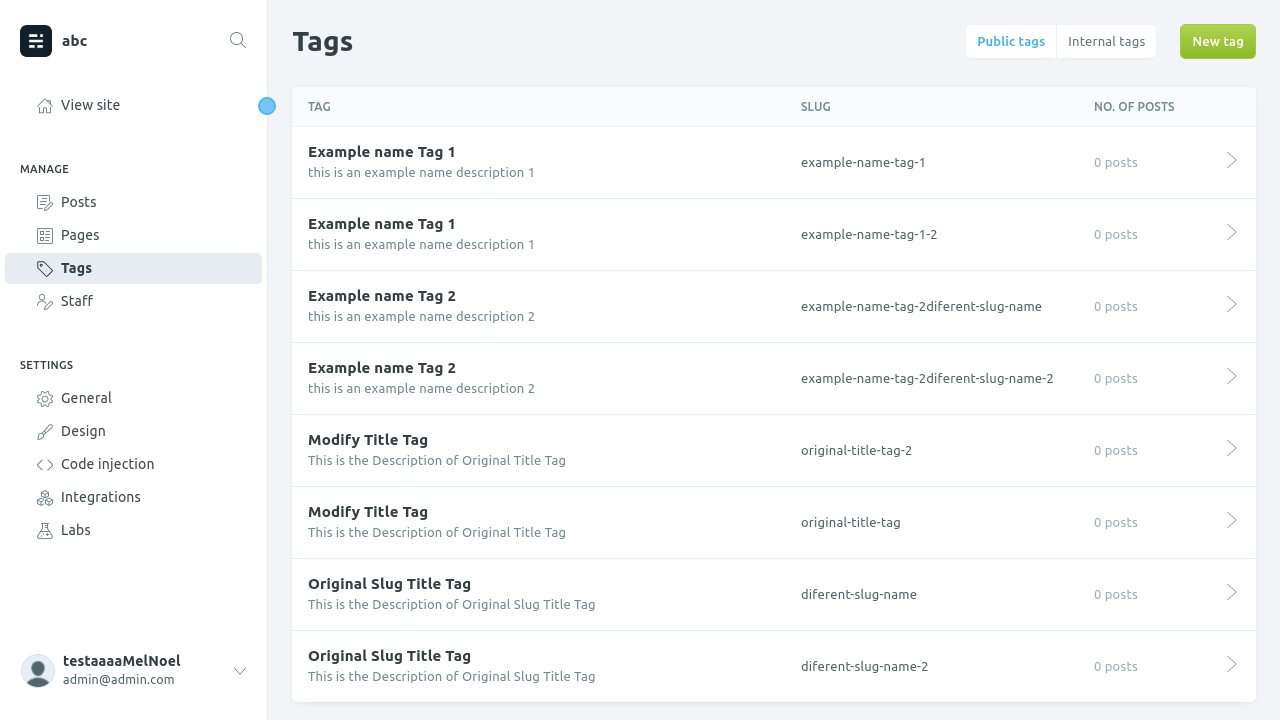 abc
View site
MANAGE
Posts
Pages
Tags
Staff
SETTINGS
General
Design
Code injection
Integrations
Labs
testaaaaMelNoel
admin@admin.com
Tags
Public tags
Internal tags
New tag
TAG SLUG NO. OF POSTS
Example name Tag 1
this is an example name description 1
example-name-tag-1
0 posts
Example name Tag 1
this is an example name description 1
example-name-tag-1-2
0 posts
Example name Tag 2
this is an example name description 2
example-name-tag-2diferent-slug-name
0 posts
Example name Tag 2
this is an example name description 2
example-name-tag-2diferent-slug-name-2
0 posts
Modify Title Tag
This is the Description of Original Title Tag
original-title-tag-2
0 posts
Modify Title Tag
This is the Description of Original Title Tag
original-title-tag
0 posts
Original Slug Title Tag
This is the Description of Original Slug Title Tag
diferent-slug-name
0 posts
Original Slug Title Tag
This is the Description of Original Slug Title Tag
diferent-slug-name-2
0 posts